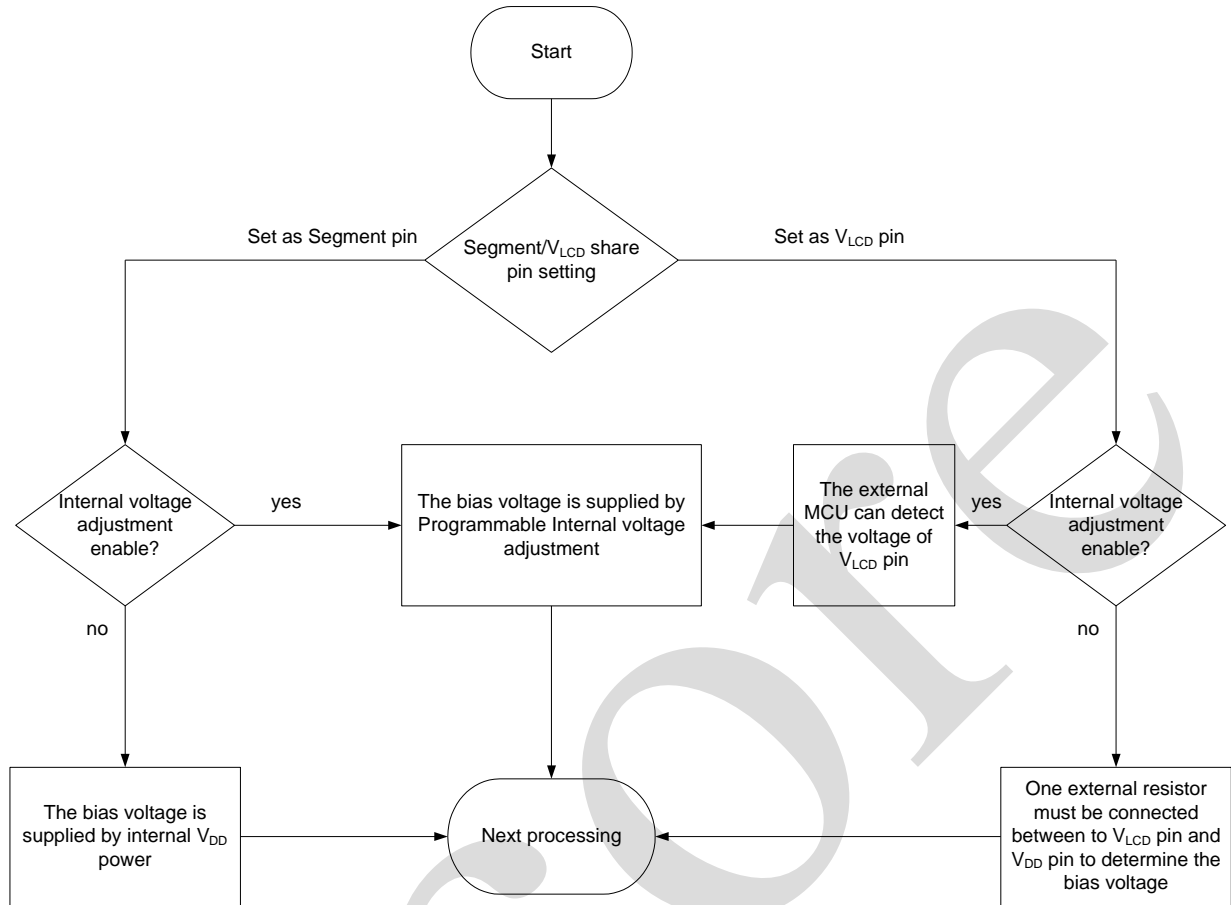 Start
Set as Segment pin
Segment/VLCD share
pin setting
Set as VLCD pin
Internal voltage
adjustment
enable?
yes
The bias voltage is supplied by
Programmable Internal voltage
adjustment
The external
MCU can detect
the voltage of
VLCD pin
yes
Internal voltage
adjustment
enable?
no
no
The bias voltage is
supplied by internal VDD
power
Next processing
One external resistor
must be connected
between to VLCD pin and
VDD pin to determine the
bias voltage
ore